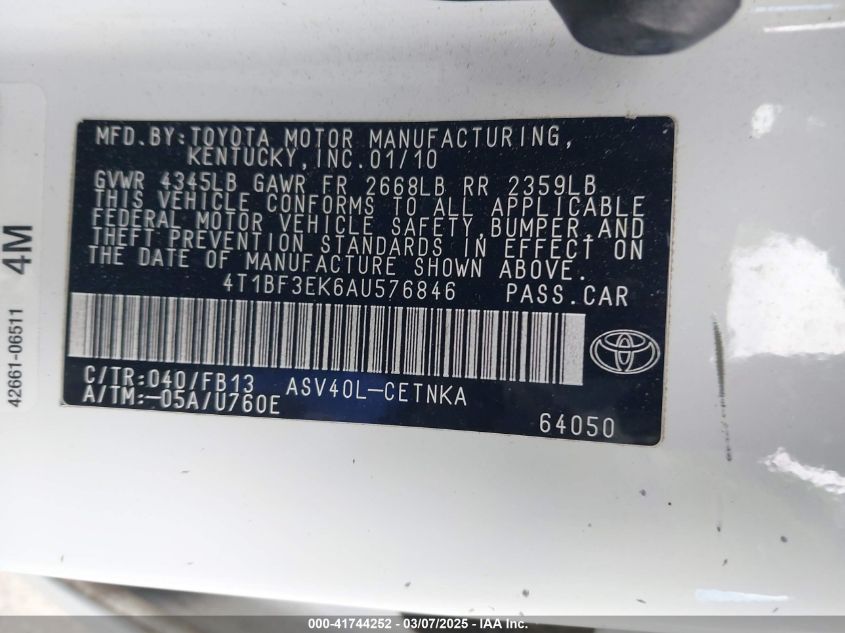 MFD.BY:TOYOTA MOTOR MANUFACTURING,
KENTUCKY,INC.01/10
GVWR 4345LB GAWR FR 2668LB RR 2359LB
THIS VEHICLE CONFORMS TO ALL APPLICABLE
FEDERAL MOTOR VEHICLE SAFETY,BUMPER,AND
THEFT PREVENTION STANDARDS IN EFFECT ON
THE DATE OF MANUFACTURE SHOWN ABOVE.
4T1BF3EK6AU576846 PASS.CAR
C/TR:040/FB13 ASV40L-CETNKA
A/TM:-05A/U760E
64050
42661-06511 4M
000-41744252 - 03/07/2025 - IAA Inc.